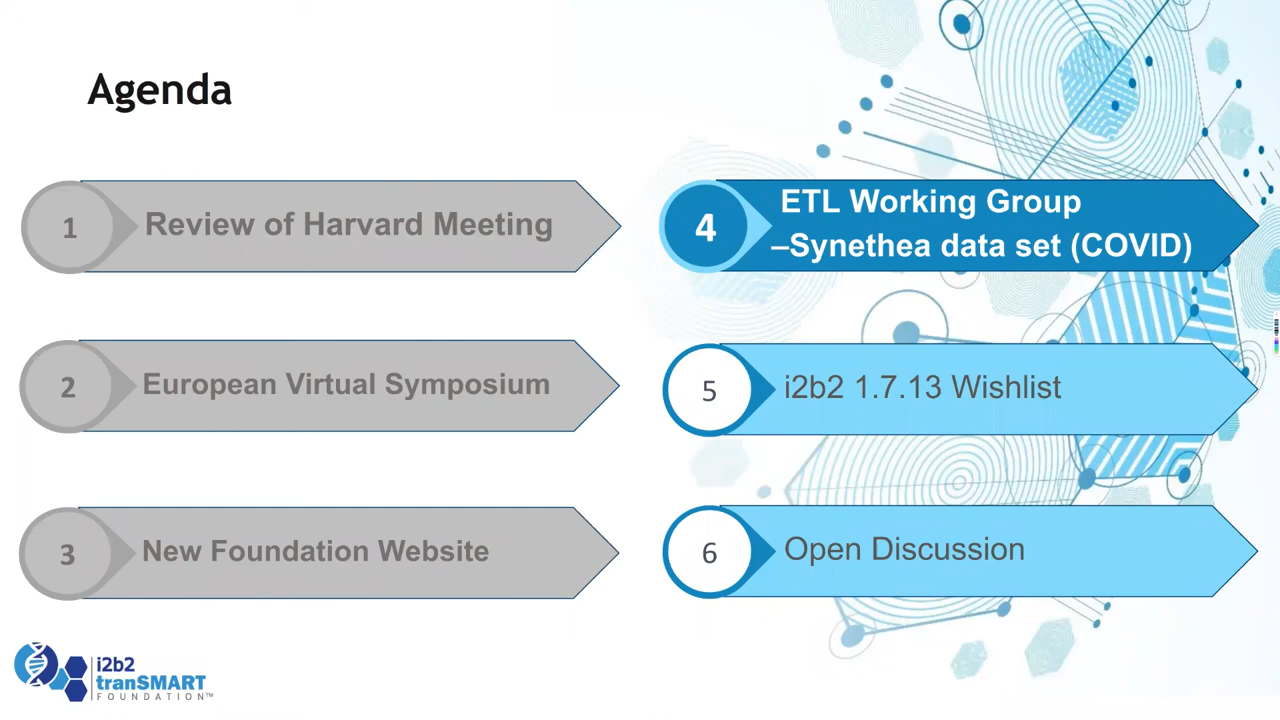 Agenda
1
Review of Harvard Meeting
2
European Virtual Symposium
3
New Foundation Website
4
ETL Working Group
–Synethea data set (COVID)
5
i2b2 1.7.13 Wishlist
6
Open Discussion
i2b2
tranSMART
FOUNDATION™